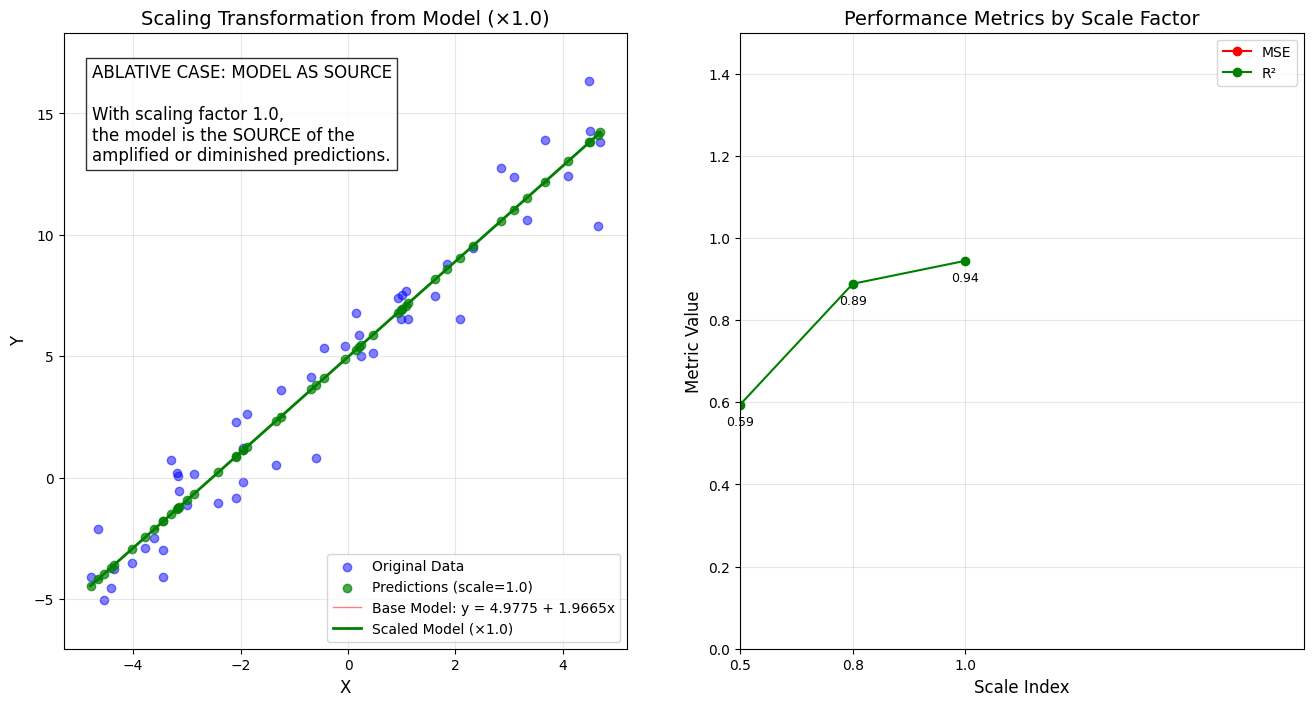 Scaling Transformation from Model (×1.0)
ABLATIVE CASE: MODEL AS SOURCE
With scaling factor 1.0,
the model is the SOURCE of the
amplified or diminished predictions.
Y
15
10
5
0
−5
−4
−2
0
2
4
X
Original Data
Predictions (scale=1.0)
Base Model: y = 4.9775 + 1.9665x
Scaled Model (×1.0)
Performance Metrics by Scale Factor
MSE
R²
Metric Value
1.4
1.2
1.0
0.8
0.6
0.4
0.2
0.0
0.59
0.89
0.94
0.5
0.8
1.0
Scale Index